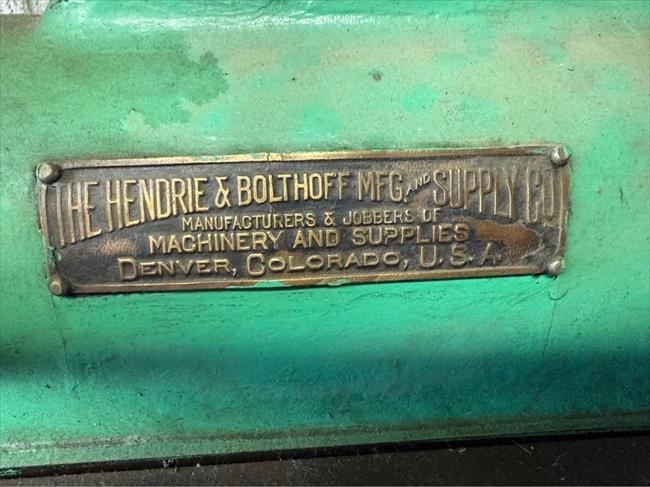 THE HENDRIE & BOLTHOFF MFG. AND SUPPLY CO
MANUFACTURERS & JOBBERS OF
MACHINERY AND SUPPLIES
DENVER, COLORADO, U.S.A.